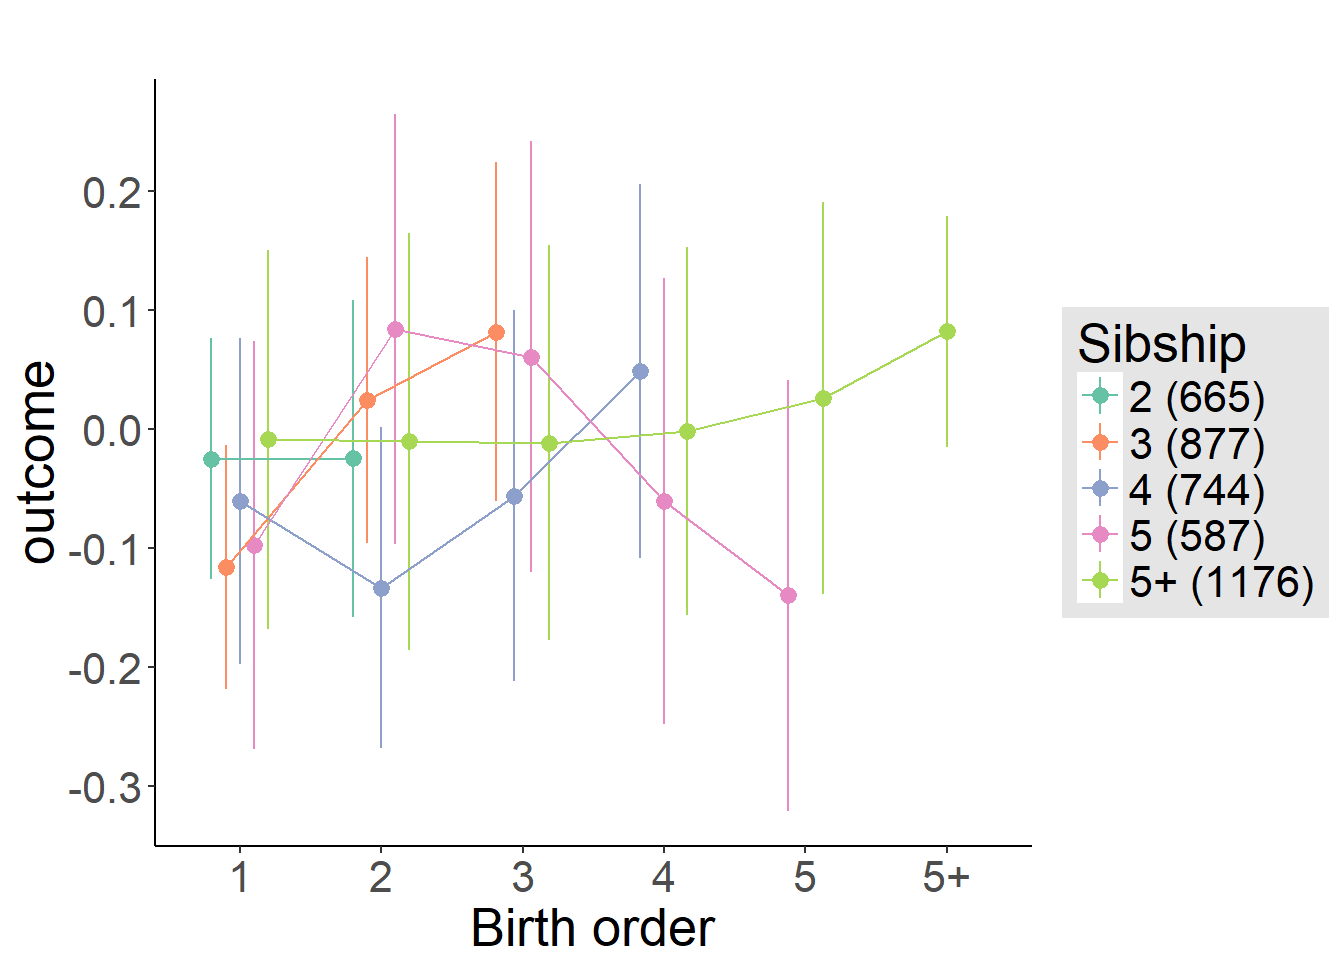 0.2
0.1
0.0
-0.1
-0.2
-0.3
outcome
1 2 3 4 5 5+
Birth order
Sibship
2 (665)
3 (877)
4 (744)
5 (587)
5+ (1176)